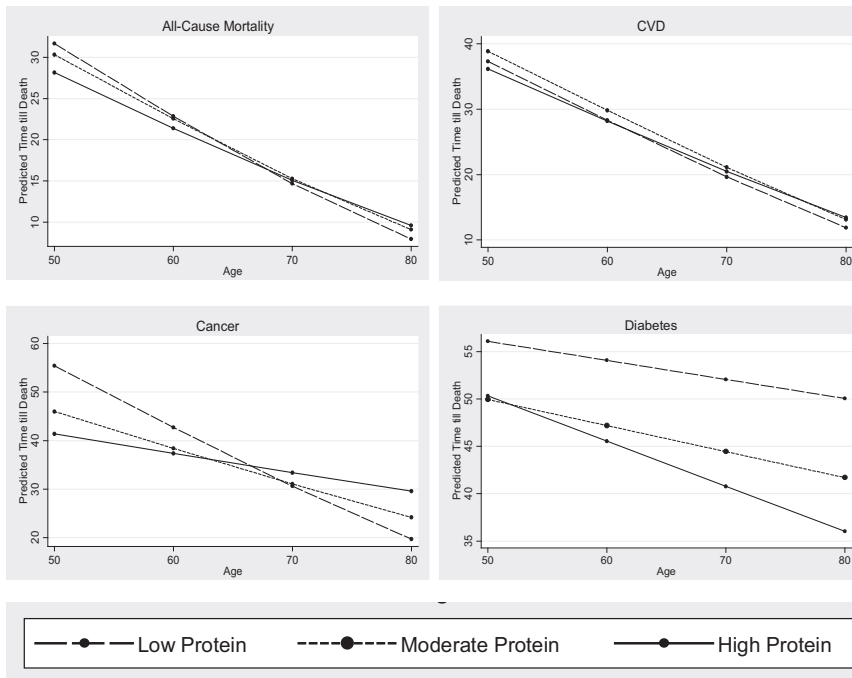 All-Cause Mortality
Predicted Time till Death
30
25
20
15
10
50 60 70 80
Age
CVD
Predicted Time till Death
40
30
20
10
50 60 70 80
Age
Cancer
Predicted Time till Death
60
50
40
30
20
50 60 70 80
Age
Diabetes
Predicted Time till Death
55
50
45
40
35
50 60 70 80
Age
Low Protein Moderate Protein High Protein